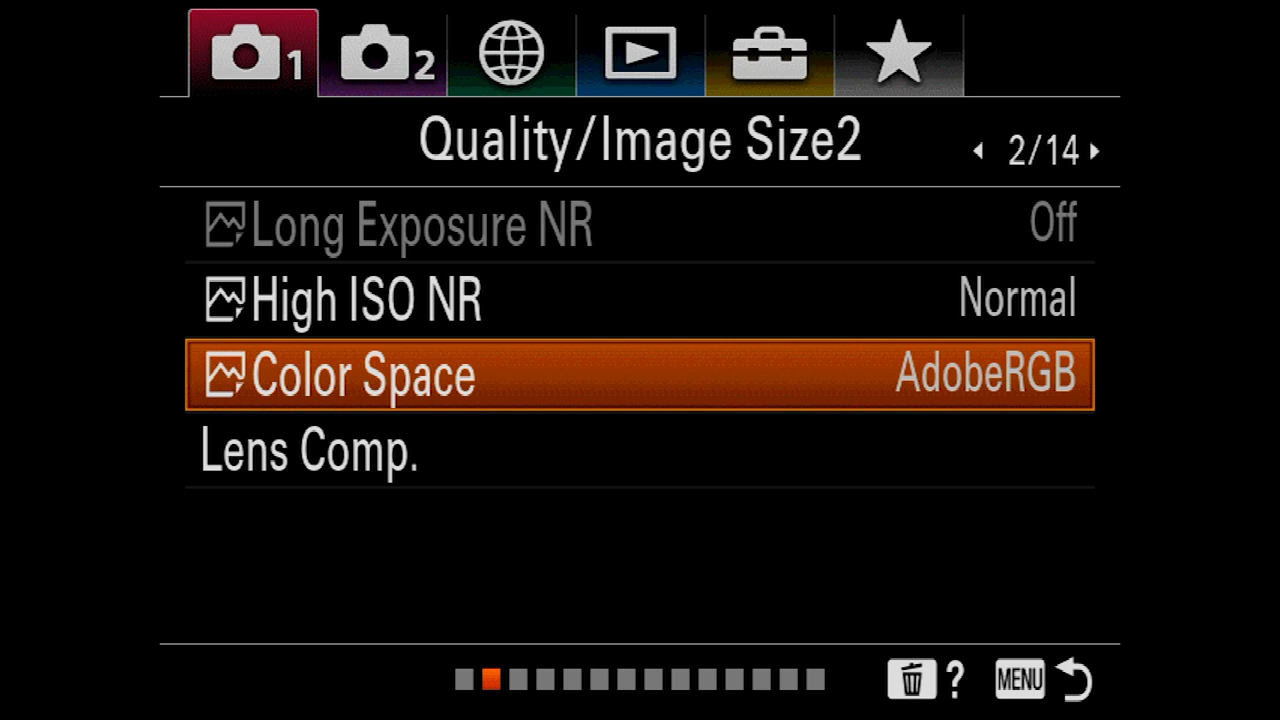 1 2
Quality/Image Size2 2/14
Long Exposure NR Off
High ISO NR Normal
Color Space AdobeRGB
Lens Comp.
? MENU